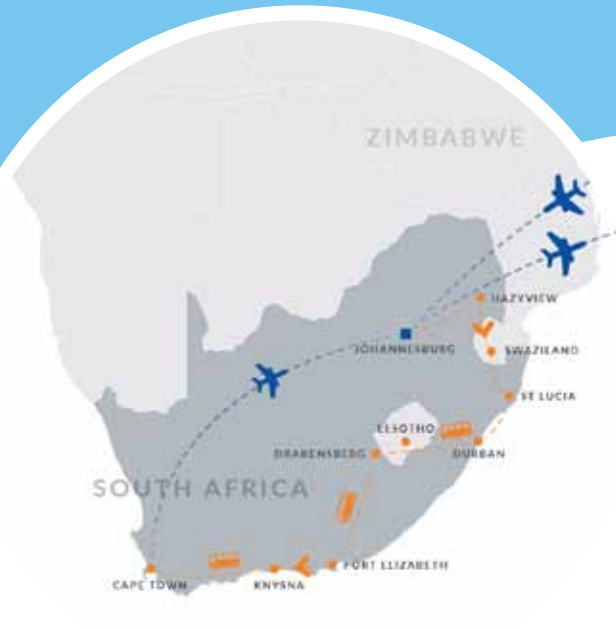 ZIMBABWE
HAZYVIEW
JOHANNESBURG
SWAZILAND
ST LUCIA
LESOTHO
DRAKENSBERG
DURBAN
SOUTH AFRICA
PORT ELIZABETH
CAPE TOWN
KNYSNA